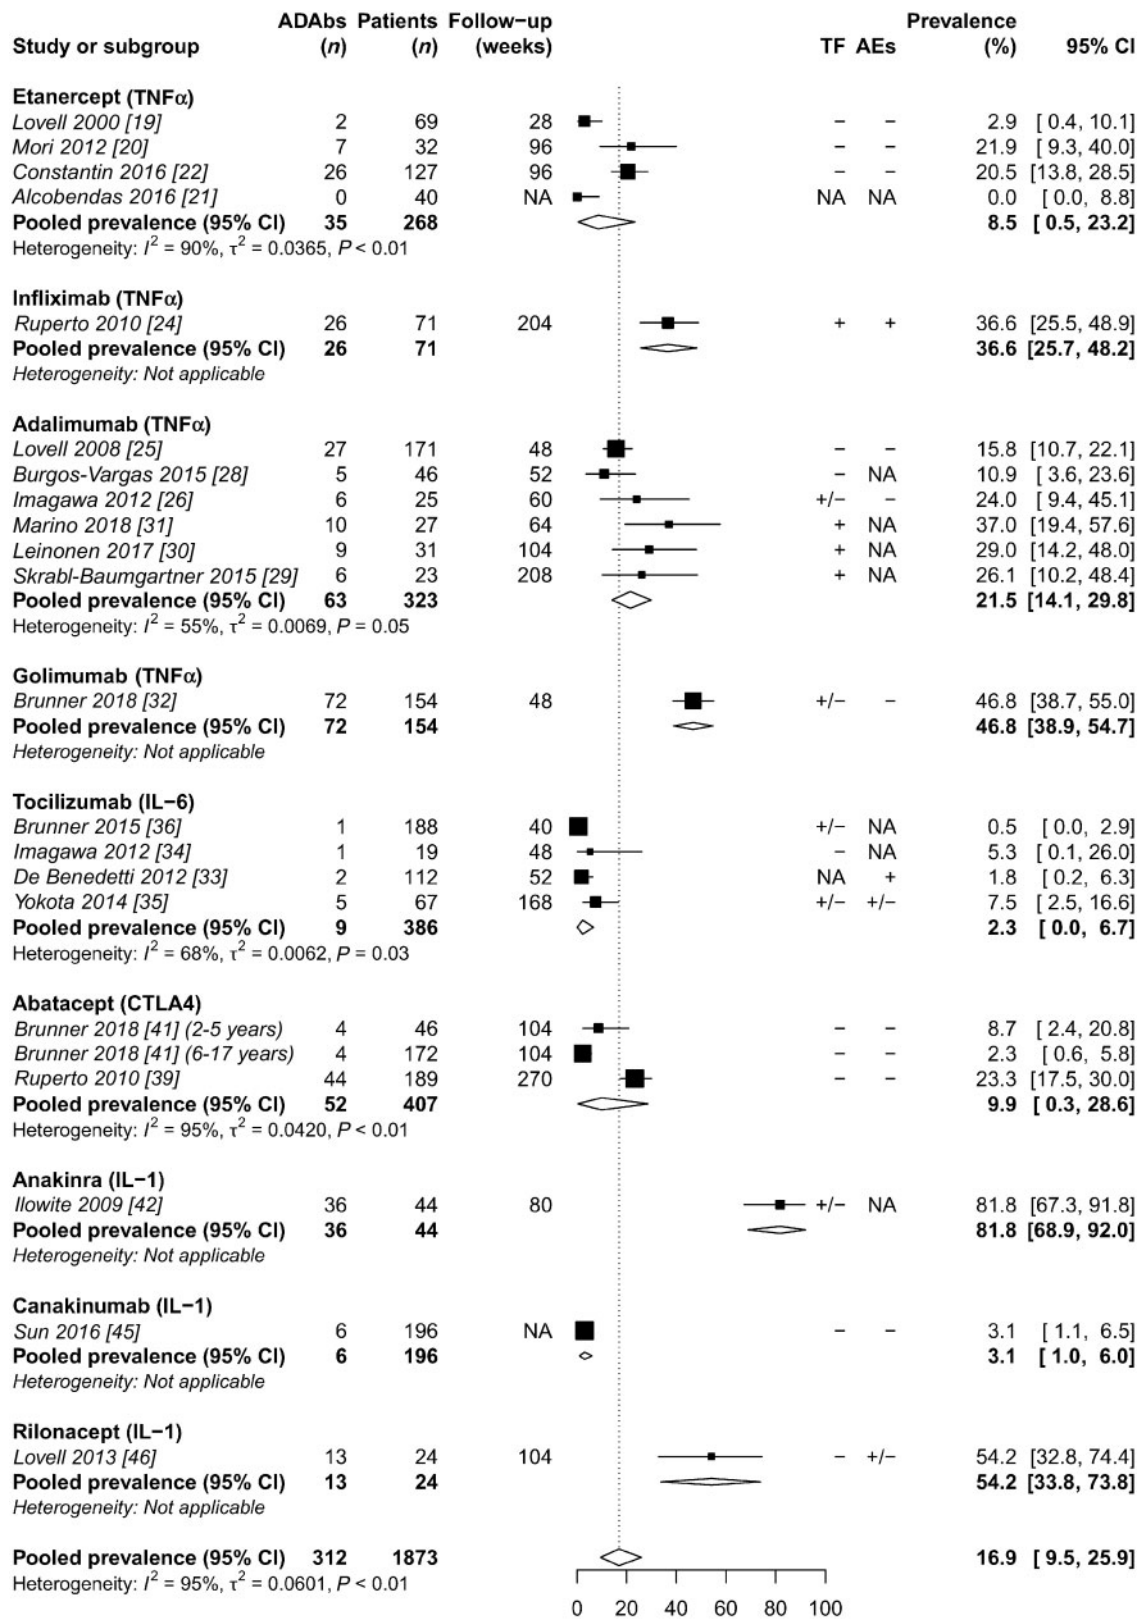 ADAbs Patients Follow−up Prevalence
Study or subgroup (n) (n) (weeks) TF AEs (%) 95% CI
Etanercept (TNFα)
Lovell 2000 [19] 2 69 28 − − 2.9 [ 0.4, 10.1]
Mori 2012 [20] 7 32 96 − − 21.9 [ 9.3, 40.0]
Constantin 2016 [22] 26 127 96 − − 20.5 [13.8, 28.5]
Alcobendas 2016 [21] 0 40 NA NA NA 0.0 [ 0.0, 8.8]
Pooled prevalence (95% CI) 35 268 8.5 [ 0.5, 23.2]
Heterogeneity: I² = 90%, τ² = 0.0365, P < 0.01
Infliximab (TNFα)
Ruperto 2010 [24] 26 71 204 + + 36.6 [25.5, 48.9]
Pooled prevalence (95% CI) 26 71 36.6 [25.7, 48.2]
Heterogeneity: Not applicable
Adalimumab (TNFα)
Lovell 2008 [25] 27 171 48 − − 15.8 [10.7, 22.1]
Burgos-Vargas 2015 [28] 5 46 52 − NA 10.9 [ 3.6, 23.6]
Imagawa 2012 [26] 6 25 60 +/− − 24.0 [ 9.4, 45.1]
Marino 2018 [31] 10 27 64 + NA 37.0 [19.4, 57.6]
Leinonen 2017 [30] 9 31 104 + NA 29.0 [14.2, 48.0]
Skrabl-Baumgartner 2015 [29] 6 23 208 + NA 26.1 [10.2, 48.4]
Pooled prevalence (95% CI) 63 323 21.5 [14.1, 29.8]
Heterogeneity: I² = 55%, τ² = 0.0069, P = 0.05
Golimumab (TNFα)
Brunner 2018 [32] 72 154 48 +/− − 46.8 [38.7, 55.0]
Pooled prevalence (95% CI) 72 154 46.8 [38.9, 54.7]
Heterogeneity: Not applicable
Tocilizumab (IL−6)
Brunner 2015 [36] 1 188 40 +/− NA 0.5 [ 0.0, 2.9]
Imagawa 2012 [34] 1 19 48 − NA 5.3 [ 0.1, 26.0]
De Benedetti 2012 [33] 2 112 52 NA + 1.8 [ 0.2, 6.3]
Yokota 2014 [35] 5 67 168 +/− +/− 7.5 [ 2.5, 16.6]
Pooled prevalence (95% CI) 9 386 2.3 [ 0.0, 6.7]
Heterogeneity: I² = 68%, τ² = 0.0062, P = 0.03
Abatacept (CTLA4)
Brunner 2018 [41] (2-5 years) 4 46 104 − − 8.7 [ 2.4, 20.8]
Brunner 2018 [41] (6-17 years) 4 172 104 − − 2.3 [ 0.6, 5.8]
Ruperto 2010 [39] 44 189 270 − − 23.3 [17.5, 30.0]
Pooled prevalence (95% CI) 52 407 9.9 [ 0.3, 28.6]
Heterogeneity: I² = 95%, τ² = 0.0420, P < 0.01
Anakinra (IL−1)
Ilowite 2009 [42] 36 44 80 +/− NA 81.8 [67.3, 91.8]
Pooled prevalence (95% CI) 36 44 81.8 [68.9, 92.0]
Heterogeneity: Not applicable
Canakinumab (IL−1)
Sun 2016 [45] 6 196 NA − − 3.1 [ 1.1, 6.5]
Pooled prevalence (95% CI) 6 196 3.1 [ 1.0, 6.0]
Heterogeneity: Not applicable
Rilonacept (IL−1)
Lovell 2013 [46] 13 24 104 − +/− 54.2 [32.8, 74.4]
Pooled prevalence (95% CI) 13 24 54.2 [33.8, 73.8]
Heterogeneity: Not applicable
Pooled prevalence (95% CI) 312 1873 16.9 [ 9.5, 25.9]
Heterogeneity: I² = 95%, τ² = 0.0601, P < 0.01
0 20 40 60 80 100